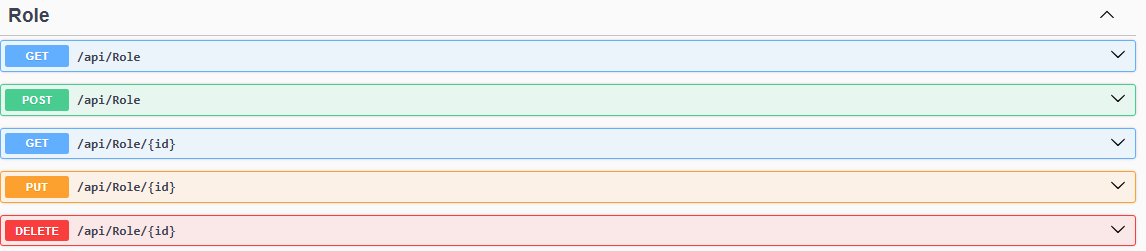 Role
GET /api/Role
POST /api/Role
GET /api/Role/{id}
PUT /api/Role/{id}
DELETE /api/Role/{id}